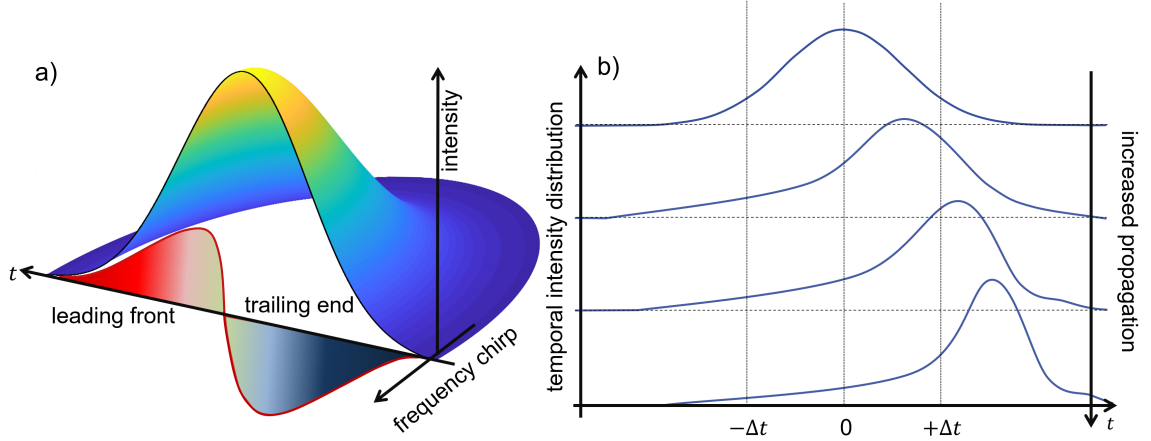 a)
intensity
t
leading front
trailing end
frequency chirp
b)
temporal intensity distribution
increased propagation
−Δt
0
+Δt
t